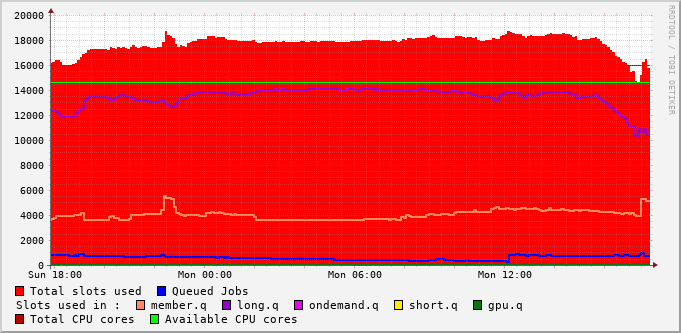 20000
18000
16000
14000
12000
10000
8000
6000
4000
2000
0
Sun 18:00 Mon 00:00 Mon 06:00 Mon 12:00
Total slots used Queued Jobs
Slots used in : member.q long.q ondemand.q short.q gpu.q
Total CPU cores Available CPU cores
RRDTOOL / TOBI OETIKER